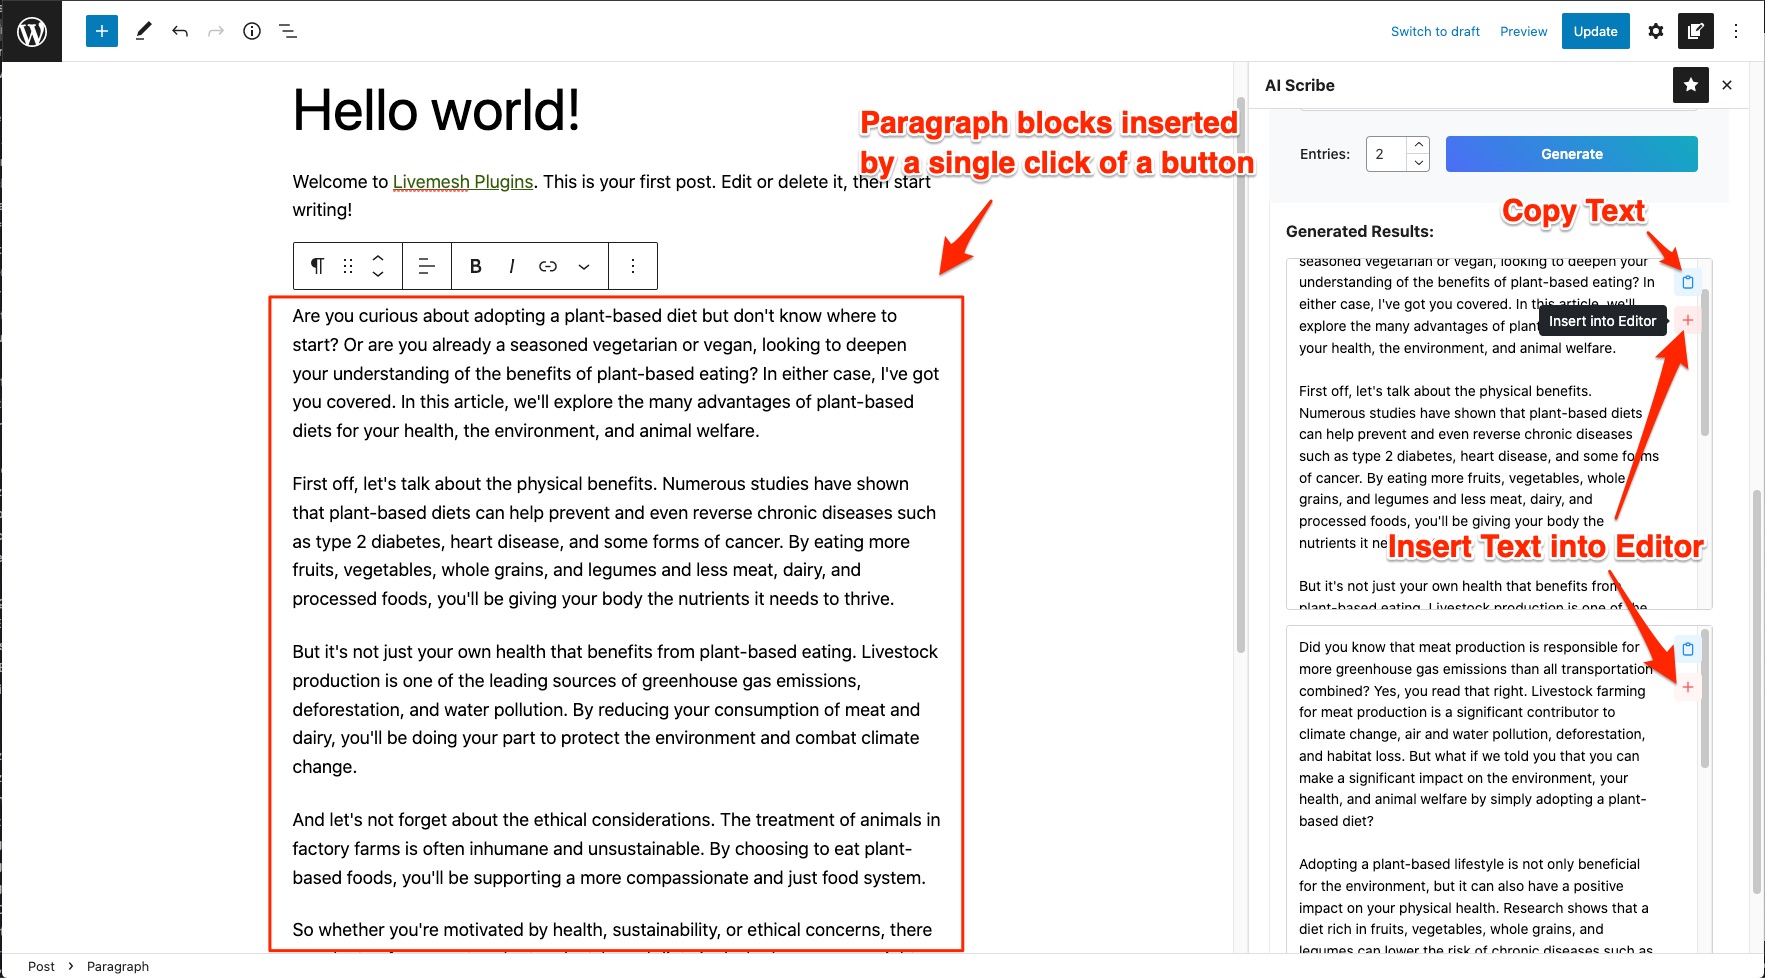 Switch to draft
Preview
Update
AI Scribe
Hello world!
Paragraph blocks inserted
by a single click of a button
Welcome to Livemesh Plugins. This is your first post. Edit or delete it, then start
writing!
B I
Are you curious about adopting a plant-based diet but don't know where to
start? Or are you already a seasoned vegetarian or vegan, looking to deepen
your understanding of the benefits of plant-based eating? In either case, I've got
you covered. In this article, we'll explore the many advantages of plant-based
diets for your health, the environment, and animal welfare.
First off, let's talk about the physical benefits. Numerous studies have shown
that plant-based diets can help prevent and even reverse chronic diseases such
as type 2 diabetes, heart disease, and some forms of cancer. By eating more
fruits, vegetables, whole grains, and legumes and less meat, dairy, and
processed foods, you'll be giving your body the nutrients it needs to thrive.
But it's not just your own health that benefits from plant-based eating. Livestock
production is one of the leading sources of greenhouse gas emissions,
deforestation, and water pollution. By reducing your consumption of meat and
dairy, you'll be doing your part to protect the environment and combat climate
change.
And let's not forget about the ethical considerations. The treatment of animals in
factory farms is often inhumane and unsustainable. By choosing to eat plant-
based foods, you'll be supporting a more compassionate and just food system.
So whether you're motivated by health, sustainability, or ethical concerns, there
Entries: 2
Generate
Copy Text
Generated Results:
seasoned vegetarian or vegan, looking to deepen your
understanding of the benefits of plant-based eating? In
either case, I've got you covered. In this article, we'll
explore the many advantages of
Insert into Editor
your health, the environment, and animal welfare.
First off, let's talk about the physical benefits.
Numerous studies have shown that plant-based diets
can help prevent and even reverse chronic diseases
such as type 2 diabetes, heart disease, and some forms
of cancer. By eating more fruits, vegetables, whole
grains, and legumes and less meat, dairy, and
processed foods, you'll be giving your body the
nutrients it
Insert Text into Editor
But it's not just your own health that benefits from
plant-based eating. Livestock production is one of the
Did you know that meat production is responsible for
more greenhouse gas emissions than all transportation
combined? Yes, you read that right. Livestock farming
for meat production is a significant contributor to
climate change, air and water pollution, deforestation,
and habitat loss. But what if we told you that you can
make a significant impact on the environment, your
health, and animal welfare by simply adopting a plant-
based diet?
Adopting a plant-based lifestyle is not only beneficial
for the environment, but it can also have a positive
impact on your physical health. Research shows that a
diet rich in fruits, vegetables, whole grains, and
legumes can lower the risk of chronic diseases such as
Post › Paragraph